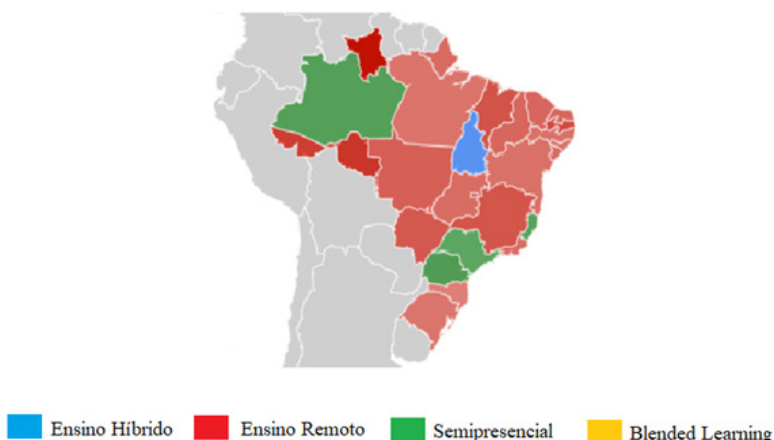 Ensino Híbrido
Ensino Remoto
Semipresencial
Blended Learning